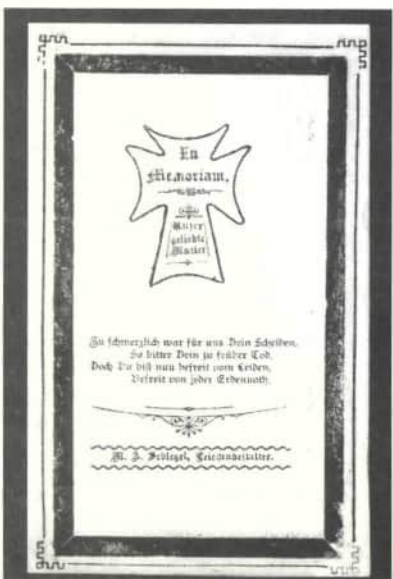 In
Memoriam.
Unser
geliebte
Mutter
Zu schmerzlich war für uns Dein Scheiden,
So bitter Dein zu früher Tod,
Doch Du bist nun befreit vom Leiden,
Befreit von jeder Erdennoth.
M. J. Schlegel, Leichenbestatter.